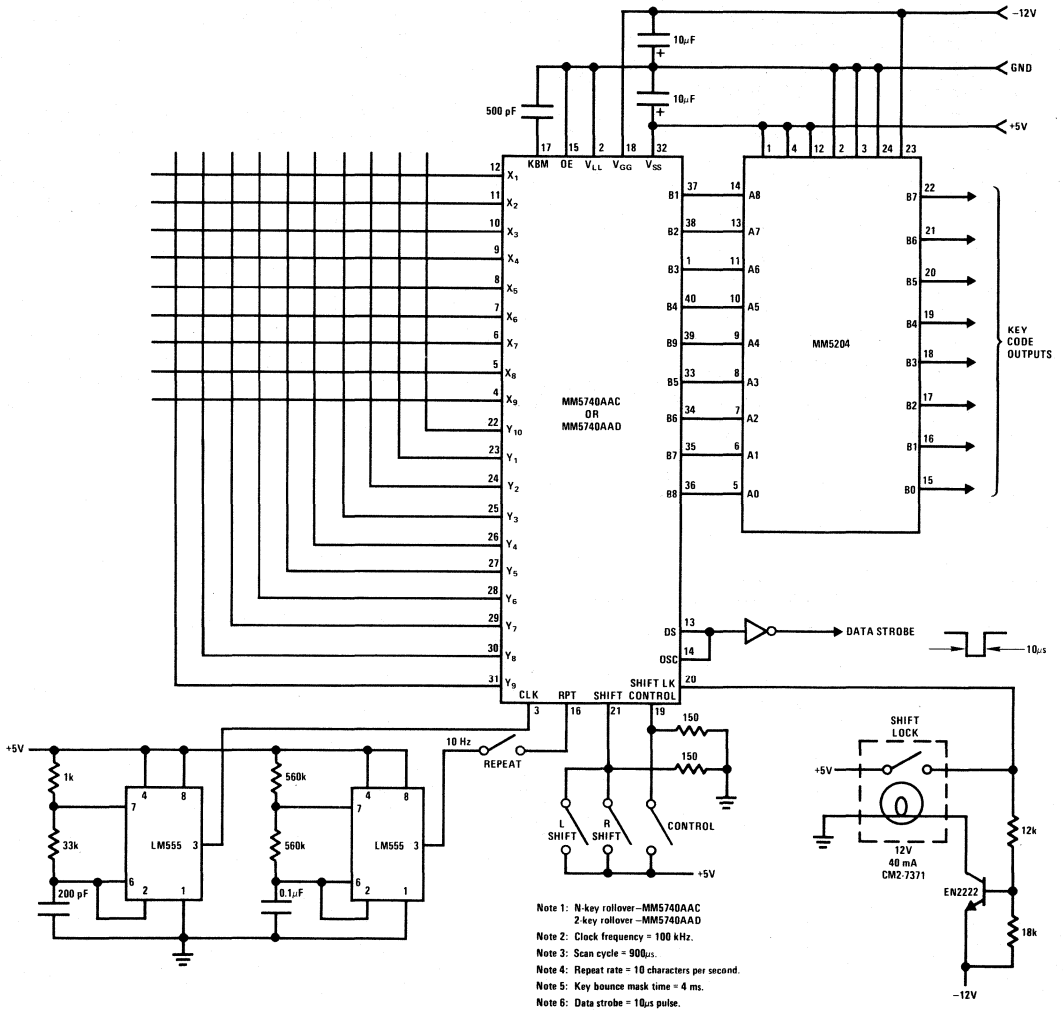 −12V
10µF
+
GND
10µF
+
500 pF
+5V
17 15 2 18 32
KBM OE VLL VGG VSS
1 4 12 2 3 24 23
12 X1
11 X2
10 X3
9 X4
8 X5
7 X6
6 X7
5 X8
4 X9
22 Y10
23 Y1
24 Y2
25 Y3
26 Y4
27 Y5
28 Y6
29 Y7
30 Y8
31 Y9
MM5740AAC
OR
MM5740AAD
B1 37 14 A8
B2 38 13 A7
B3 1 11 A6
B4 40 10 A5
B9 39 9 A4
B5 33 8 A3
B6 34 7 A2
B7 35 6 A1
B8 36 5 A0
MM5204
B7 22
B6 21
B5 20
B4 19
B3 18
B2 17
B1 16
B0 15
KEY
CODE
OUTPUTS
DS 13
OSC 14
DATA STROBE
10µs
SHIFT LK 20
CLK RPT SHIFT CONTROL
3 16 21 19
+5V
1k
33k
200 pF
4 8
7
LM555 3
6
2 1
560k
560k
0.1µF
4 8
7
LM555 3
6
2 1
10 Hz
REPEAT
150
150
L
SHIFT
R
SHIFT
CONTROL
+5V
SHIFT
LOCK
+5V
12V
40 mA
CM2-7371
12k
EN2222
18k
−12V
Note 1: N-key rollover–MM5740AAC
2-key rollover –MM5740AAD
Note 2: Clock frequency = 100 kHz.
Note 3: Scan cycle = 900µs.
Note 4: Repeat rate = 10 characters per second.
Note 5: Key bounce mask time = 4 ms.
Note 6: Data strobe = 10µs pulse.